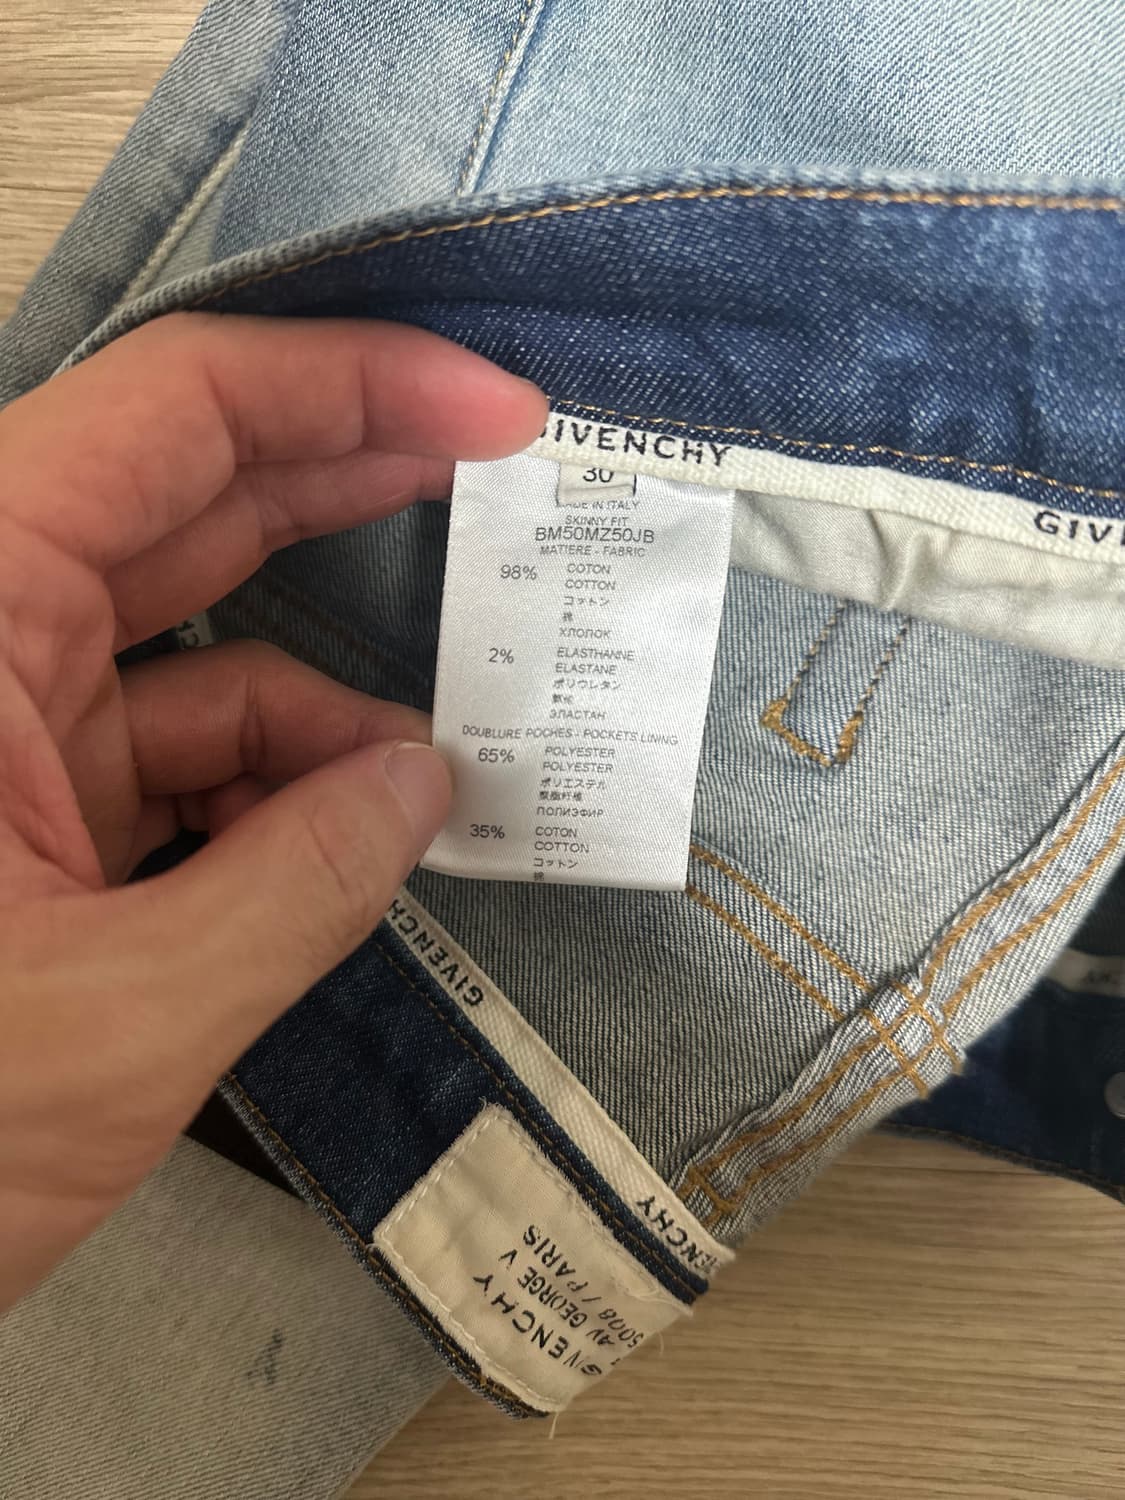 GIVENCHY
30
MADE IN ITALY
SKINNY FIT
BM50MZ50JB
MATIERE - FABRIC
98% COTON
COTTON
コットン
棉
ХЛОПОК
2% ELASTHANNE
ELASTANE
ポリウレタン
ЭЛАСТАН
DOUBLURE POCHES - POCKETS LINING
65% POLYESTER
POLYESTER
ポリエステル
聚酯纤维
ПОЛИЭФИР
35% COTON
COTTON
コットン
棉
GIV
GIVENCHY
GIVENCHY
GIVENCHY
AV GEORGE V
5008 / PARIS